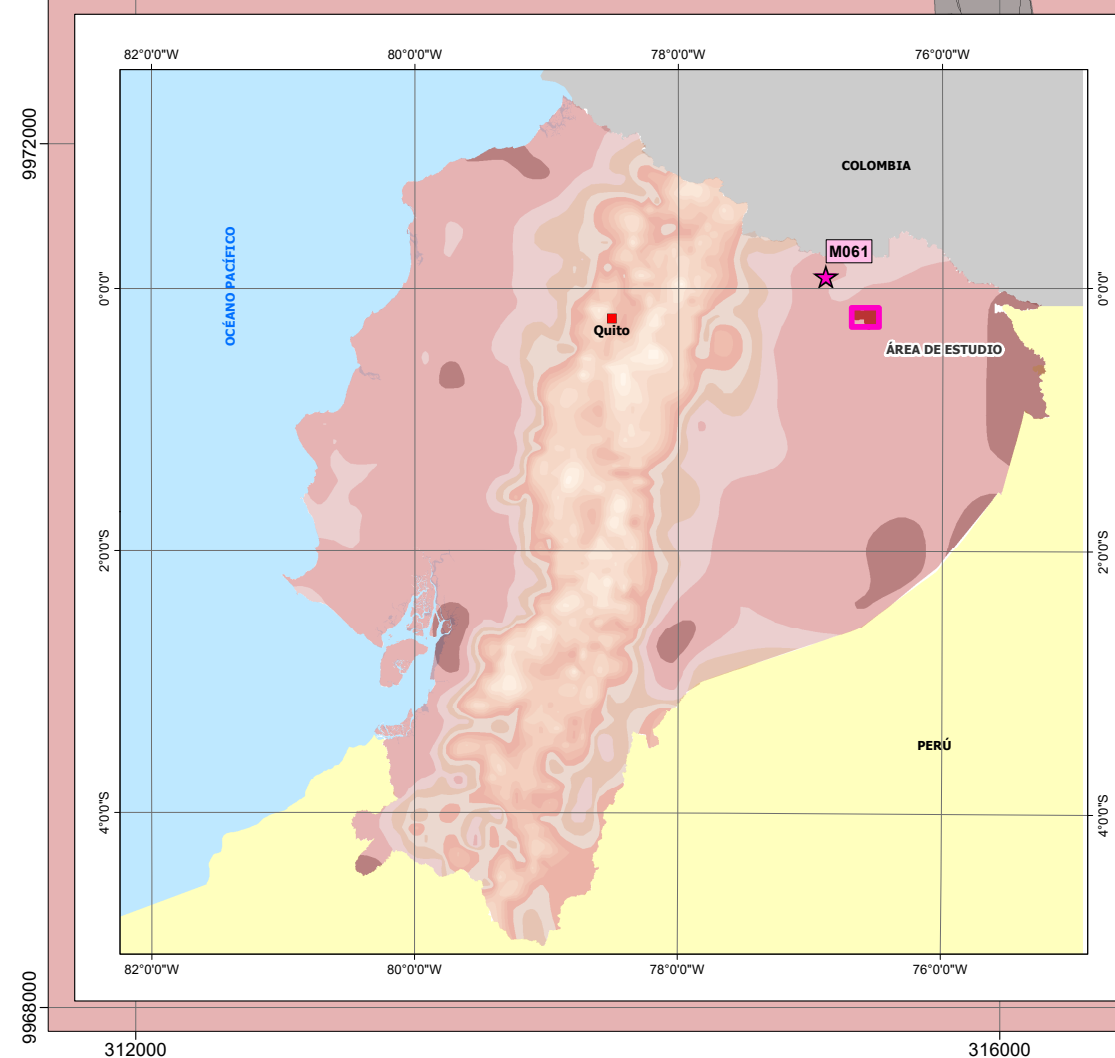 82°0'0"W 80°0'0"W 78°0'0"W 76°0'0"W
9972000
COLOMBIA
OCÉANO PACÍFICO
M061
0°0'0" 0°0'0"
Quito
ÁREA DE ESTUDIO
2°0'0"S 2°0'0"S
PERÚ
4°0'0"S 4°0'0"S
82°0'0"W 80°0'0"W 78°0'0"W 76°0'0"W
9968000
312000 316000